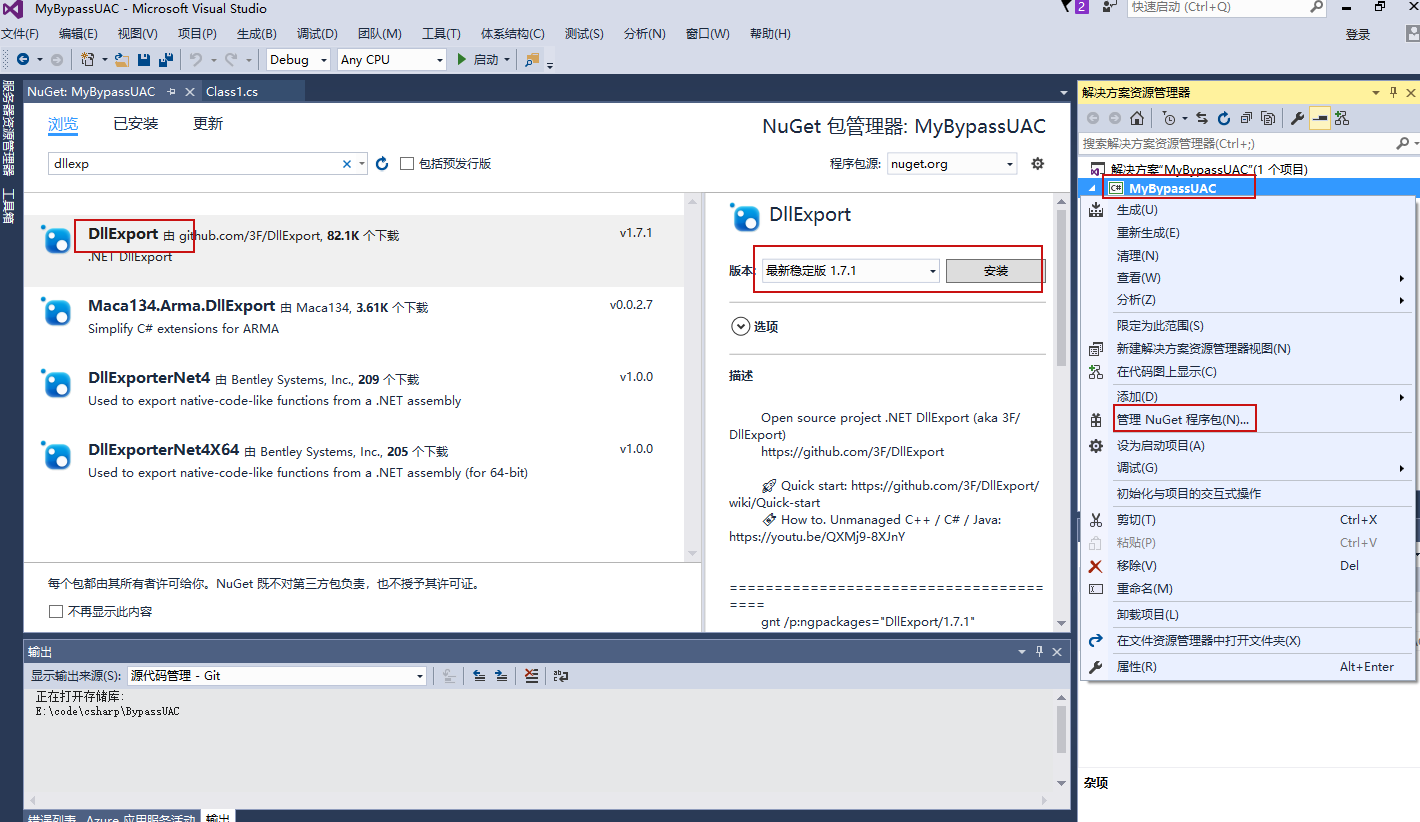 MyBypassUAC - Microsoft Visual Studio
2
快速启动 (Ctrl+Q)
文件(F) 编辑(E) 视图(V) 项目(P) 生成(B) 调试(D) 团队(M) 工具(T) 体系结构(C) 测试(S) 分析(N) 窗口(W) 帮助(H)
登录
Debug Any CPU 启动
服务器资源管理器
工具箱
NuGet: MyBypassUAC Class1.cs
浏览 已安装 更新
NuGet 包管理器: MyBypassUAC
dllexp
包括预发行版
程序包源: nuget.org
DllExport 由 github.com/3F/DllExport, 82.1K 个下载 v1.7.1
.NET DllExport
Maca134.Arma.DllExport 由 Maca134, 3.61K 个下载 v0.0.2.7
Simplify C# extensions for ARMA
DllExporterNet4 由 Bentley Systems, Inc., 209 个下载 v1.0.0
Used to export native-code-like functions from a .NET assembly
DllExporterNet4X64 由 Bentley Systems, Inc., 205 个下载 v1.0.0
Used to export native-code-like functions from a .NET assembly (for 64-bit)
每个包都由其所有者许可给你。NuGet 既不对第三方包负责，也不授予其许可证。
不再显示此内容
DllExport
版本: 最新稳定版 1.7.1 安装
选项
描述
Open source project .NET DllExport (aka 3F/
DllExport)
https://github.com/3F/DllExport
🚀 Quick start: https://github.com/3F/DllExport/
wiki/Quick-start
How to. Unmanaged C++ / C# / Java:
https://youtu.be/QXMj9-8XJnY
===================================
====
gnt /p:ngpackages="DllExport/1.7.1"
输出
显示输出来源(S): 源代码管理 - Git
正在打开存储库:
E:\code\csharp\BypassUAC
错误列表 Azure 应用服务活动 输出
解决方案资源管理器
搜索解决方案资源管理器(Ctrl+;)
解决方案"MyBypassUAC"(1 个项目)
C# MyBypassUAC
生成(U)
重新生成(E)
清理(N)
查看(W)
分析(Z)
限定为此范围(S)
新建解决方案资源管理器视图(N)
在代码图上显示(C)
添加(D)
管理 NuGet 程序包(N)...
设为启动项目(A)
调试(G)
初始化与项目的交互式操作
剪切(T) Ctrl+X
粘贴(P) Ctrl+V
移除(V) Del
重命名(M)
卸载项目(L)
在文件资源管理器中打开文件夹(X)
属性(R) Alt+Enter
杂项